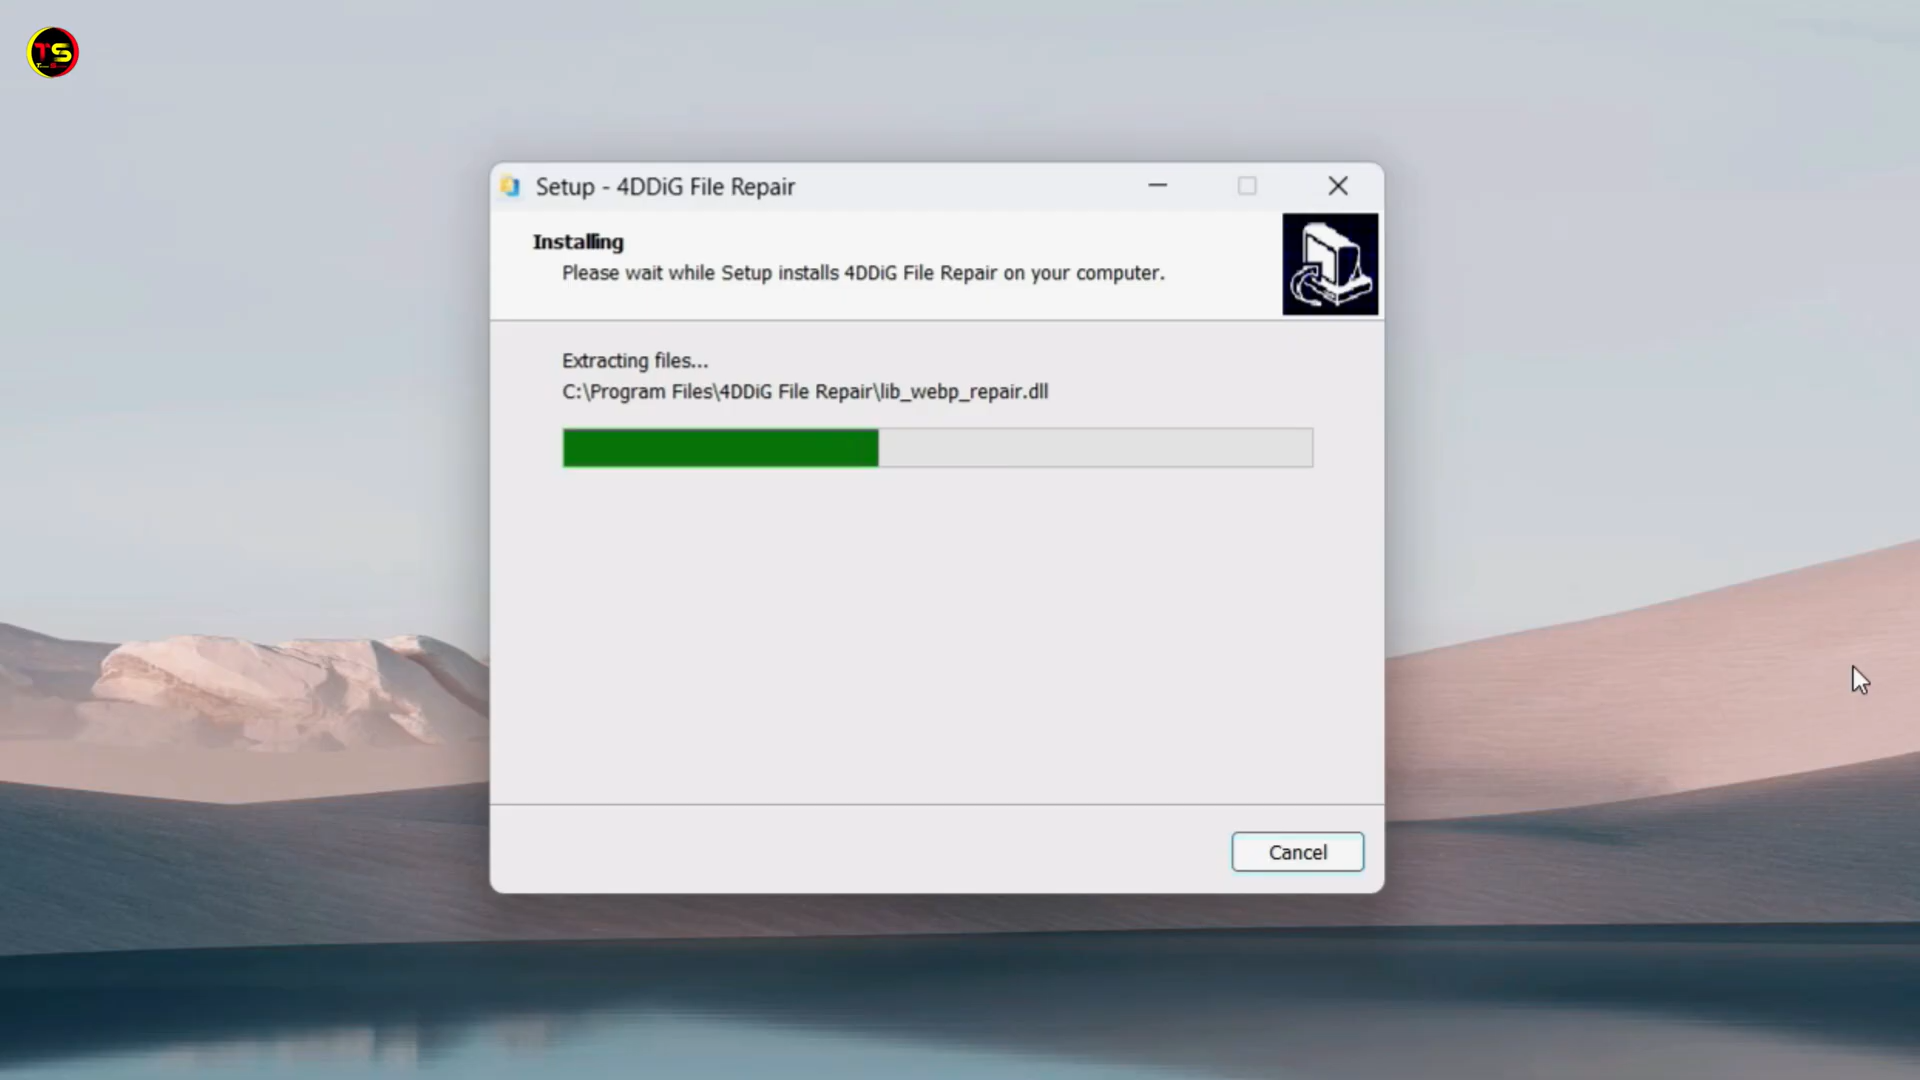 TS
Setup - 4DDiG File Repair
Installing
Please wait while Setup installs 4DDiG File Repair on your computer.
Extracting files...
C:\Program Files\4DDiG File Repair\lib_webp_repair.dll
Cancel